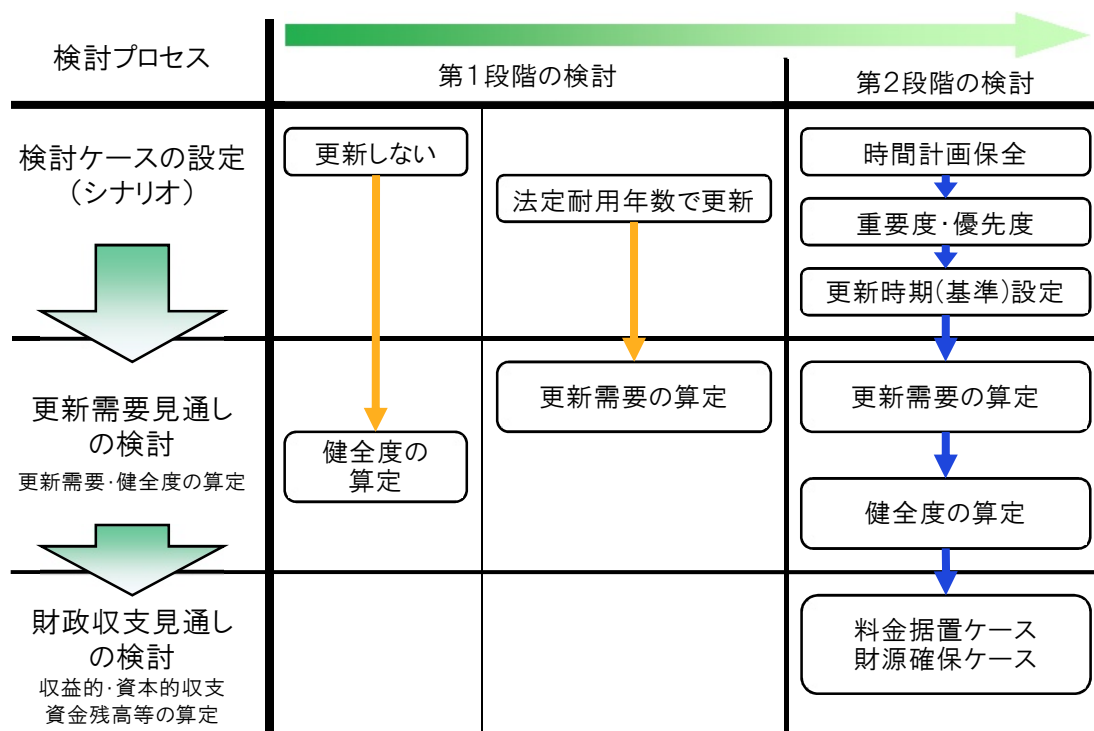 検討プロセス
第1段階の検討
第2段階の検討
検討ケースの設定
(シナリオ)
更新しない
法定耐用年数で更新
時間計画保全
重要度・優先度
更新時期(基準)設定
更新需要見通し
の検討
更新需要・健全度の算定
健全度の
算定
更新需要の算定
更新需要の算定
健全度の算定
財政収支見通し
の検討
収益的・資本的収支
資金残高等の算定
料金据置ケース
財源確保ケース